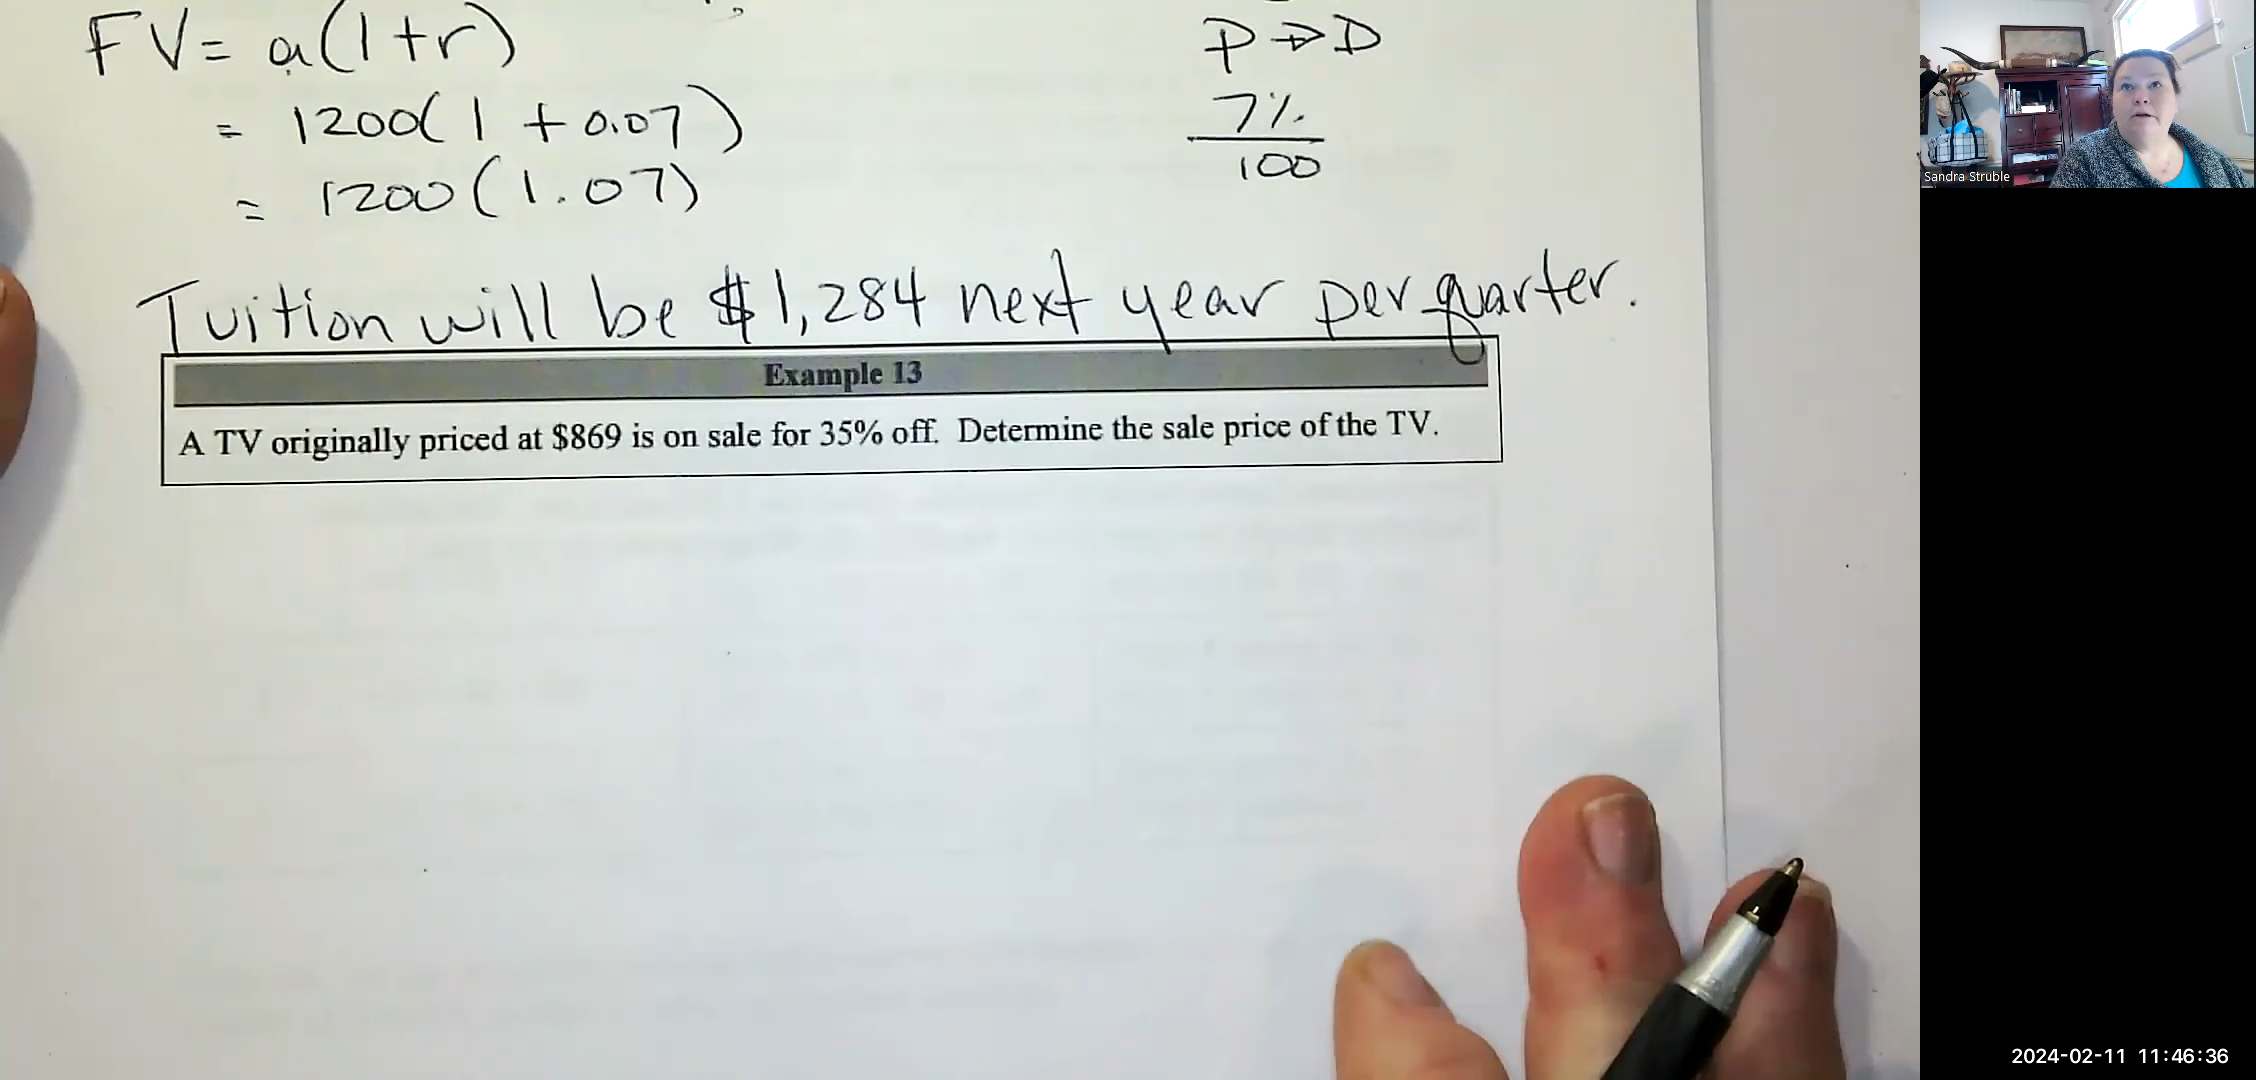 FV = a(1+r)
P → D
= 1200(1 + 0.07)
7%
100
= 1200(1.07)
Tuition will be $1,284 next year per quarter.
Example 13
A TV originally priced at $869 is on sale for 35% off. Determine the sale price of the TV.
Sandra Struble
2024-02-11 11:46:36